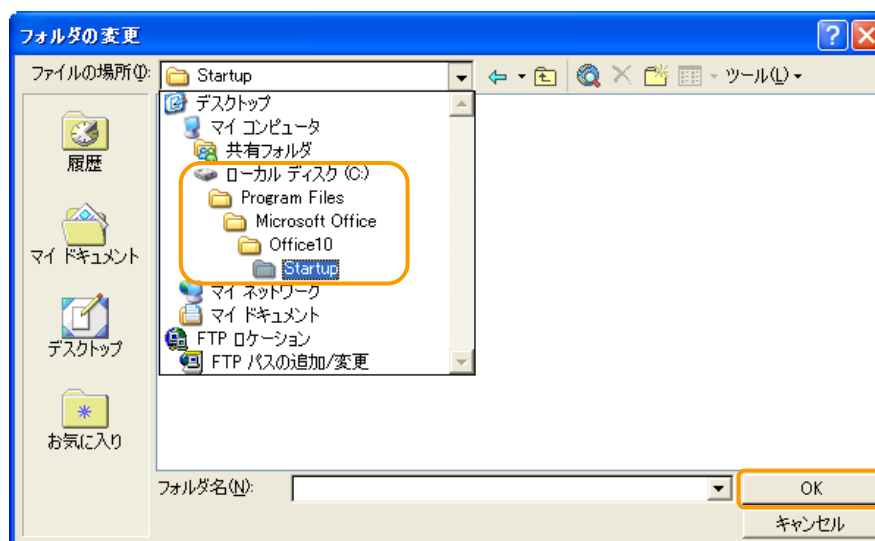 フォルダの変更
ファイルの場所(I):
Startup
ツール(L)
デスクトップ
マイ コンピュータ
共有フォルダ
ローカル ディスク (C:)
Program Files
Microsoft Office
Office10
Startup
マイ ネットワーク
マイ ドキュメント
FTP ロケーション
FTP パスの追加/変更
履歴
マイ ドキュメント
デスクトップ
お気に入り
フォルダ名(N):
OK
キャンセル